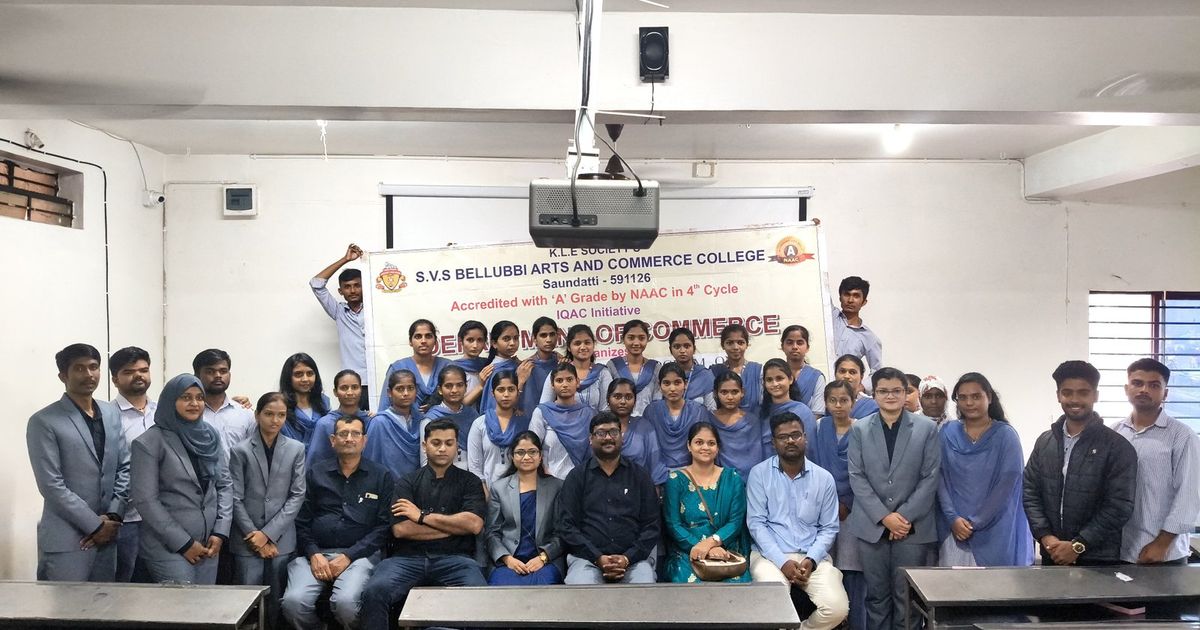 K.L.E SOCIETY'S
S.V.S BELLUBBI ARTS AND COMMERCE COLLEGE
Saundatti - 591126
Accredited with 'A' Grade by NAAC in 4th Cycle
IQAC Initiative
OF COMMERCE
A
NAAC